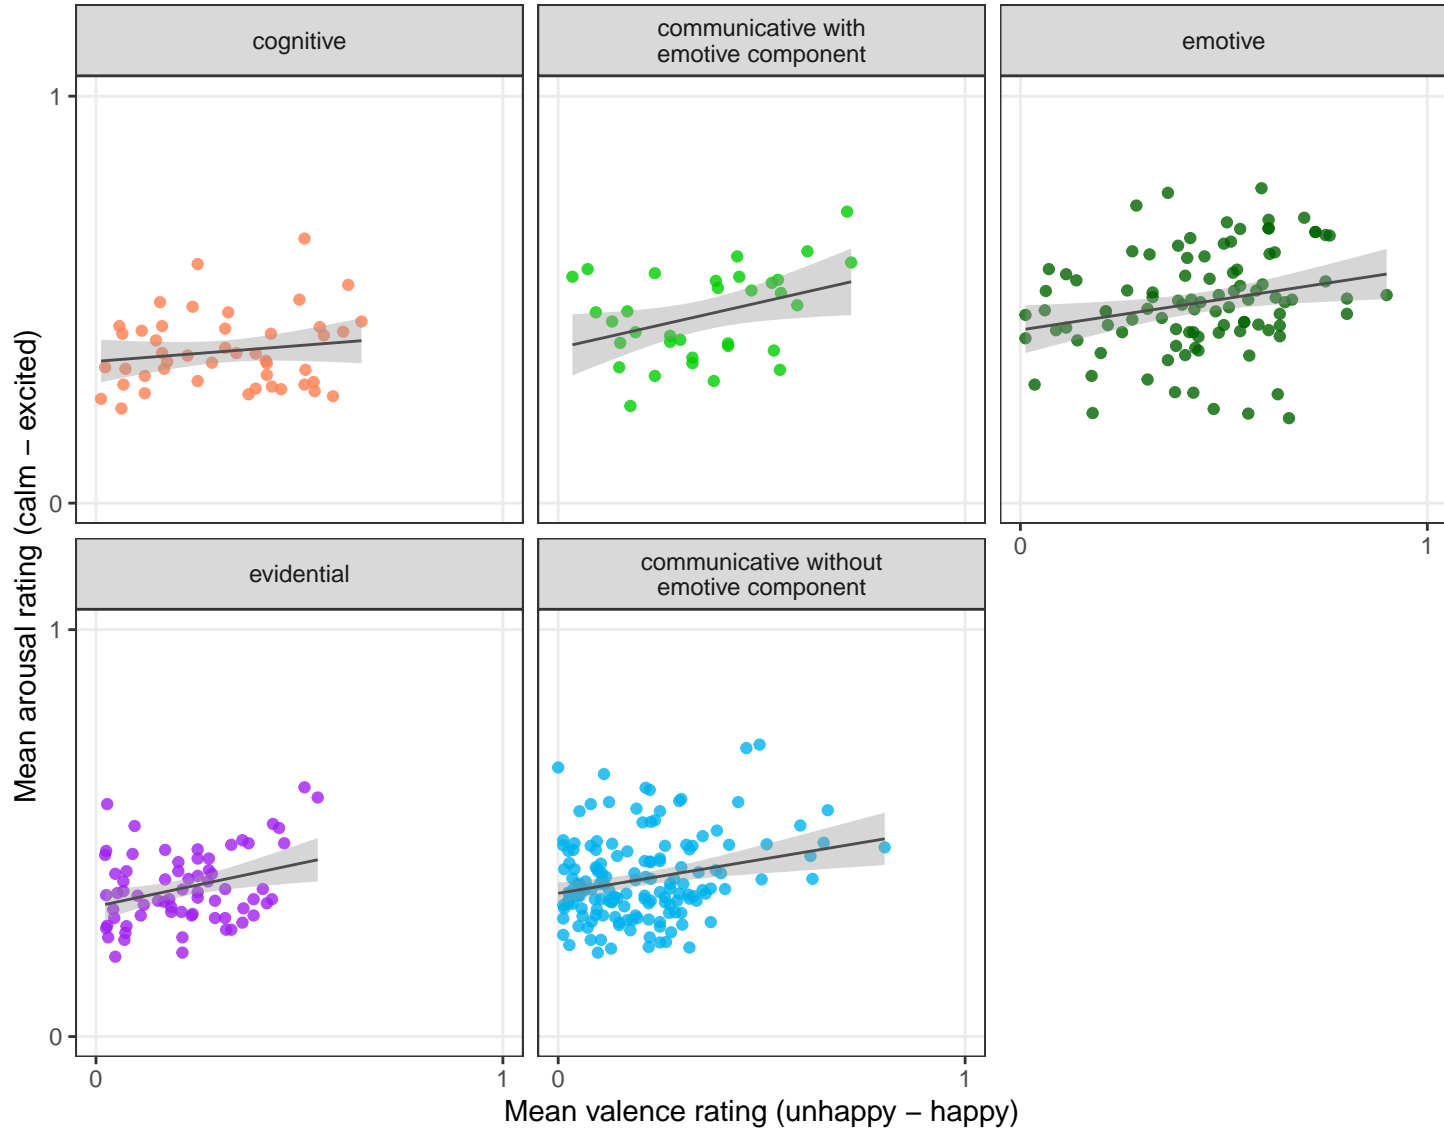 cognitive
communicative with
emotive component
emotive
1
0
0
1
evidential
communicative without
emotive component
1
0
0
1
0
1
Mean arousal rating (calm – excited)
Mean valence rating (unhappy – happy)